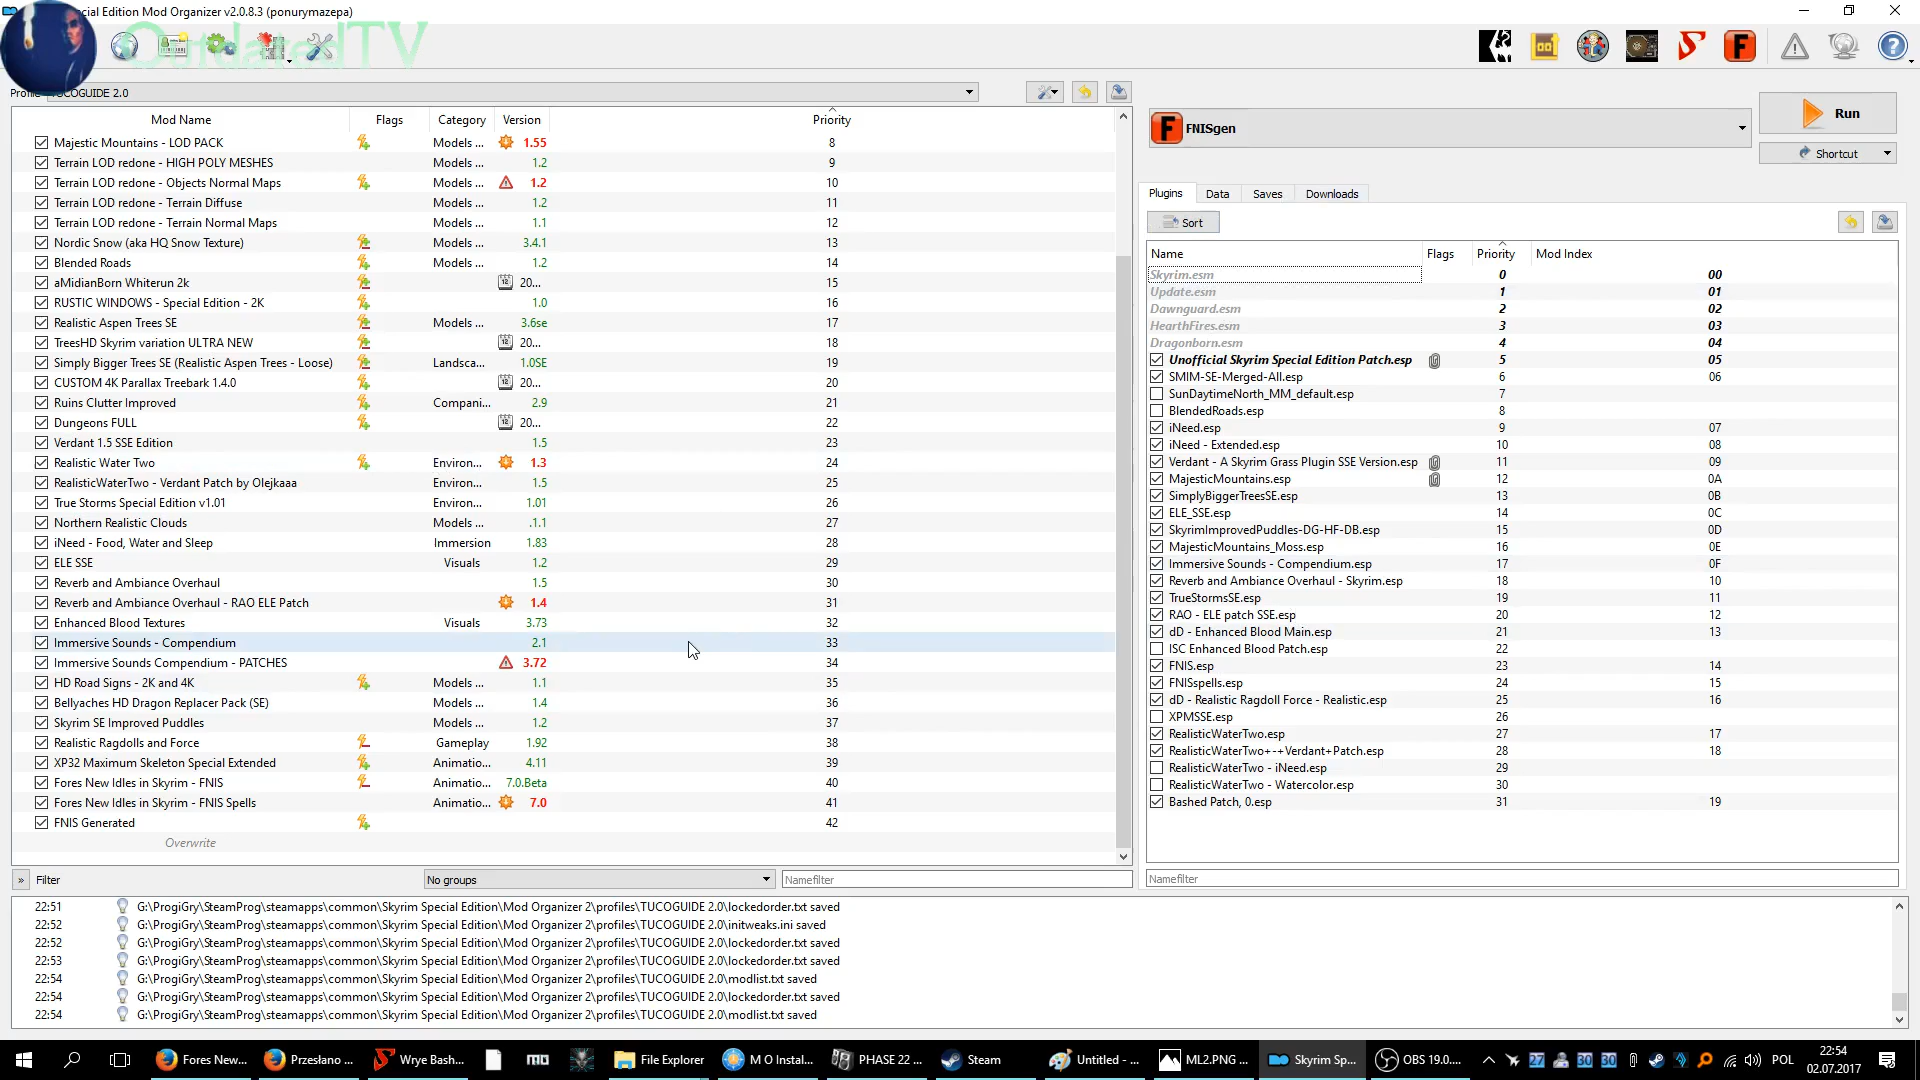 ecial Edition Mod Organizer v2.0.8.3 (ponurymazepa)
OutdatedTV
Profile TUCOGUIDE 2.0
Mod Name Flags Category Version Priority
Majestic Mountains - LOD PACK Models ... 1.55 8
Terrain LOD redone - HIGH POLY MESHES Models ... 1.2 9
Terrain LOD redone - Objects Normal Maps Models ... 1.2 10
Terrain LOD redone - Terrain Diffuse Models ... 1.2 11
Terrain LOD redone - Terrain Normal Maps Models ... 1.1 12
Nordic Snow (aka HQ Snow Texture) Models ... 3.4.1 13
Blended Roads Models ... 1.2 14
aMidianBorn Whiterun 2k 20... 15
RUSTIC WINDOWS - Special Edition - 2K 1.0 16
Realistic Aspen Trees SE Models ... 3.6se 17
TreesHD Skyrim variation ULTRA NEW 20... 18
Simply Bigger Trees SE (Realistic Aspen Trees - Loose) Landsca... 1.0SE 19
CUSTOM 4K Parallax Treebark 1.4.0 20... 20
Ruins Clutter Improved Compani... 2.9 21
Dungeons FULL 20... 22
Verdant 1.5 SSE Edition 1.5 23
Realistic Water Two Environ... 1.3 24
RealisticWaterTwo - Verdant Patch by Olejkaaa Environ... 1.5 25
True Storms Special Edition v1.01 Environ... 1.01 26
Northern Realistic Clouds Models ... .1.1 27
iNeed - Food, Water and Sleep Immersion 1.83 28
ELE SSE Visuals 1.2 29
Reverb and Ambiance Overhaul 1.5 30
Reverb and Ambiance Overhaul - RAO ELE Patch 1.4 31
Enhanced Blood Textures Visuals 3.73 32
Immersive Sounds - Compendium 2.1 33
Immersive Sounds Compendium - PATCHES 3.72 34
HD Road Signs - 2K and 4K Models ... 1.1 35
Bellyaches HD Dragon Replacer Pack (SE) Models ... 1.4 36
Skyrim SE Improved Puddles Models ... 1.2 37
Realistic Ragdolls and Force Gameplay 1.92 38
XP32 Maximum Skeleton Special Extended Animatio... 4.11 39
Fores New Idles in Skyrim - FNIS Animatio... 7.0.Beta 40
Fores New Idles in Skyrim - FNIS Spells Animatio... 7.0 41
FNIS Generated 42
Overwrite
» Filter No groups Namefilter
FNISgen
Run
Shortcut
Plugins Data Saves Downloads
Sort
Name Flags Priority Mod Index
Skyrim.esm 0 00
Update.esm 1 01
Dawnguard.esm 2 02
HearthFires.esm 3 03
Dragonborn.esm 4 04
Unofficial Skyrim Special Edition Patch.esp 5 05
SMIM-SE-Merged-All.esp 6 06
SunDaytimeNorth_MM_default.esp 7
BlendedRoads.esp 8
iNeed.esp 9 07
iNeed - Extended.esp 10 08
Verdant - A Skyrim Grass Plugin SSE Version.esp 11 09
MajesticMountains.esp 12 0A
SimplyBiggerTreesSE.esp 13 0B
ELE_SSE.esp 14 0C
SkyrimImprovedPuddles-DG-HF-DB.esp 15 0D
MajesticMountains_Moss.esp 16 0E
Immersive Sounds - Compendium.esp 17 0F
Reverb and Ambiance Overhaul - Skyrim.esp 18 10
TrueStormsSE.esp 19 11
RAO - ELE patch SSE.esp 20 12
dD - Enhanced Blood Main.esp 21 13
ISC Enhanced Blood Patch.esp 22
FNIS.esp 23 14
FNISspells.esp 24 15
dD - Realistic Ragdoll Force - Realistic.esp 25 16
XPMSSE.esp 26
RealisticWaterTwo.esp 27 17
RealisticWaterTwo+-+Verdant+Patch.esp 28 18
RealisticWaterTwo - iNeed.esp 29
RealisticWaterTwo - Watercolor.esp 30
Bashed Patch, 0.esp 31 19
Namefilter
22:51 G:\ProgiGry\SteamProg\steamapps\common\Skyrim Special Edition\Mod Organizer 2\profiles\TUCOGUIDE 2.0\lockedorder.txt saved
22:52 G:\ProgiGry\SteamProg\steamapps\common\Skyrim Special Edition\Mod Organizer 2\profiles\TUCOGUIDE 2.0\initweaks.ini saved
22:52 G:\ProgiGry\SteamProg\steamapps\common\Skyrim Special Edition\Mod Organizer 2\profiles\TUCOGUIDE 2.0\lockedorder.txt saved
22:53 G:\ProgiGry\SteamProg\steamapps\common\Skyrim Special Edition\Mod Organizer 2\profiles\TUCOGUIDE 2.0\lockedorder.txt saved
22:54 G:\ProgiGry\SteamProg\steamapps\common\Skyrim Special Edition\Mod Organizer 2\profiles\TUCOGUIDE 2.0\modlist.txt saved
22:54 G:\ProgiGry\SteamProg\steamapps\common\Skyrim Special Edition\Mod Organizer 2\profiles\TUCOGUIDE 2.0\lockedorder.txt saved
22:54 G:\ProgiGry\SteamProg\steamapps\common\Skyrim Special Edition\Mod Organizer 2\profiles\TUCOGUIDE 2.0\modlist.txt saved
Fores New... Przesłano ... Wrye Bash... File Explorer M O Instal... PHASE 22 ... Steam Untitled - ... ML2.PNG ... Skyrim Sp... OBS 19.0.... 27 30 30 POL 22:54
02.07.2017